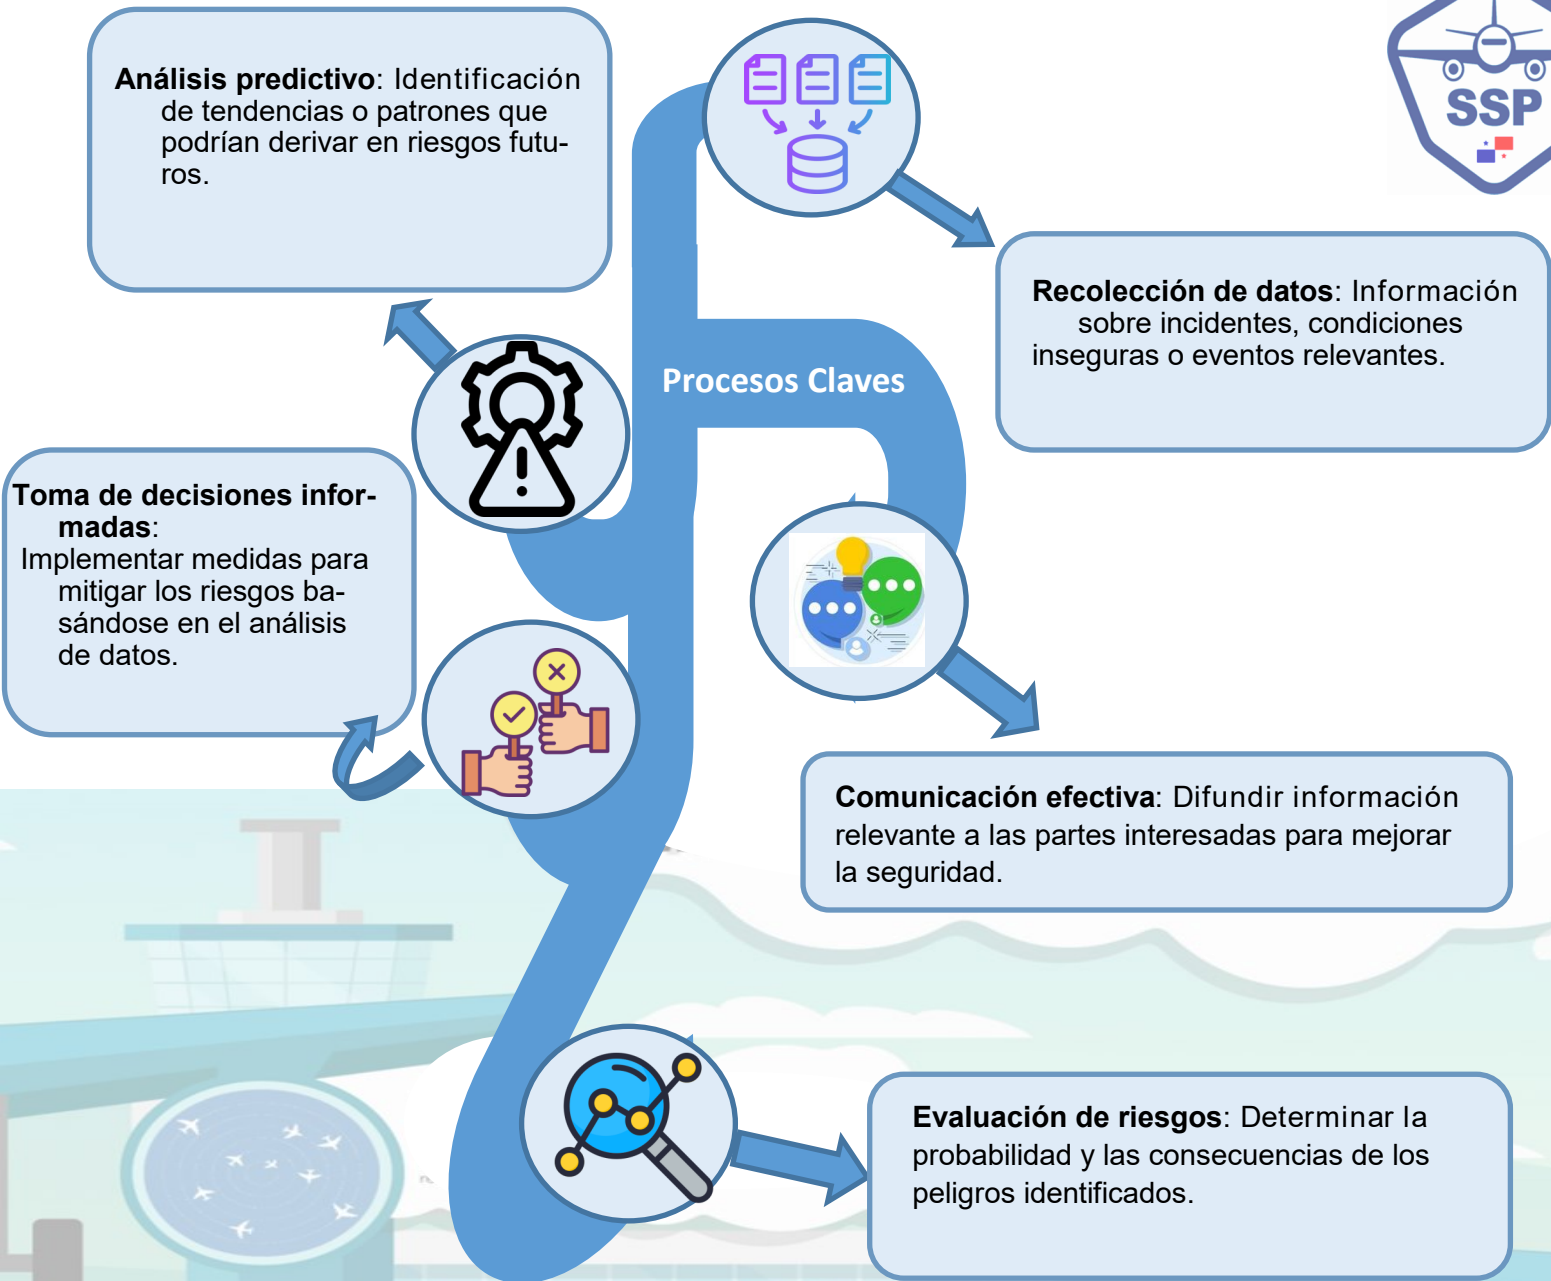 SSP
Análisis predictivo: Identificación
de tendencias o patrones que
podrían derivar en riesgos futu-
ros.
Recolección de datos: Información
sobre incidentes, condiciones
inseguras o eventos relevantes.
Procesos Claves
Toma de decisiones infor-
madas:
Implementar medidas para
mitigar los riesgos ba-
sándose en el análisis
de datos.
Comunicación efectiva: Difundir información
relevante a las partes interesadas para mejorar
la seguridad.
Evaluación de riesgos: Determinar la
probabilidad y las consecuencias de los
peligros identificados.